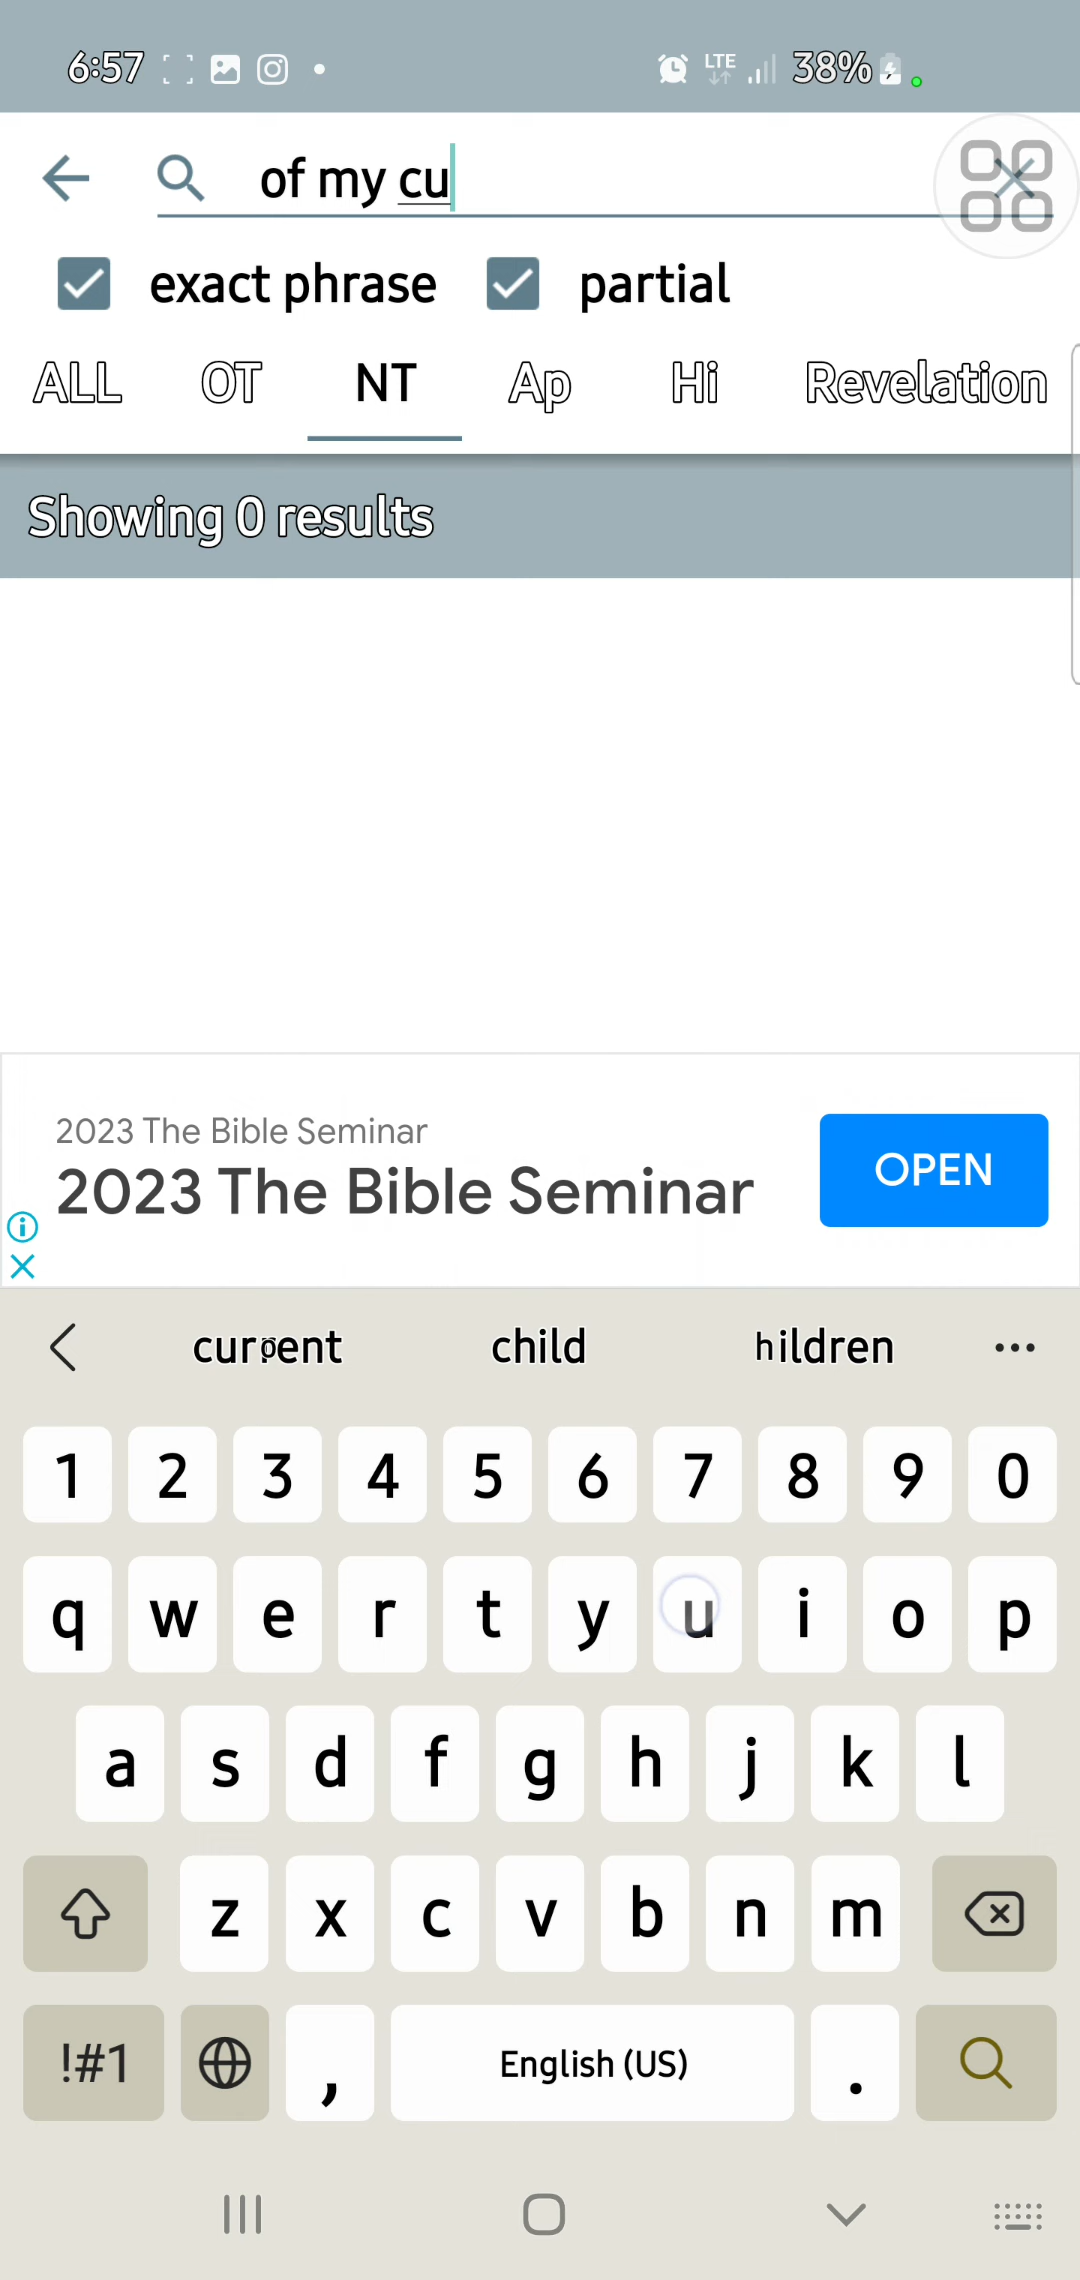 6:57 LTE 38%
of my cu
exact phrase partial
ALL OT NT Ap Hi Revelation
Showing 0 results
2023 The Bible Seminar
2023 The Bible Seminar
OPEN
child hildren
1 2 3 4 5 6 7 8 9 0
q w e r t y u i o p
a s d f g h j k l
z x c v b n m
!#1 , English (US) .